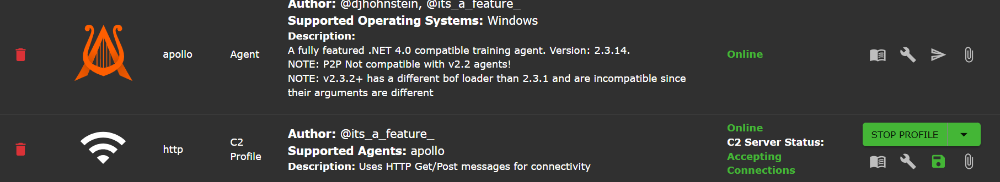 Author: @djhohnstein, @its_a_feature_
Supported Operating Systems: Windows
Description:
apollo
Agent
A fully featured .NET 4.0 compatible training agent. Version: 2.3.14.
NOTE: P2P Not compatible with v2.2 agents!
NOTE: v2.3.2+ has a different bof loader than 2.3.1 and are incompatible since
their arguments are different
Online
http
C2
Profile
Author: @its_a_feature_
Supported Agents: apollo
Description: Uses HTTP Get/Post messages for connectivity
Online
C2 Server Status:
Accepting
Connections
STOP PROFILE